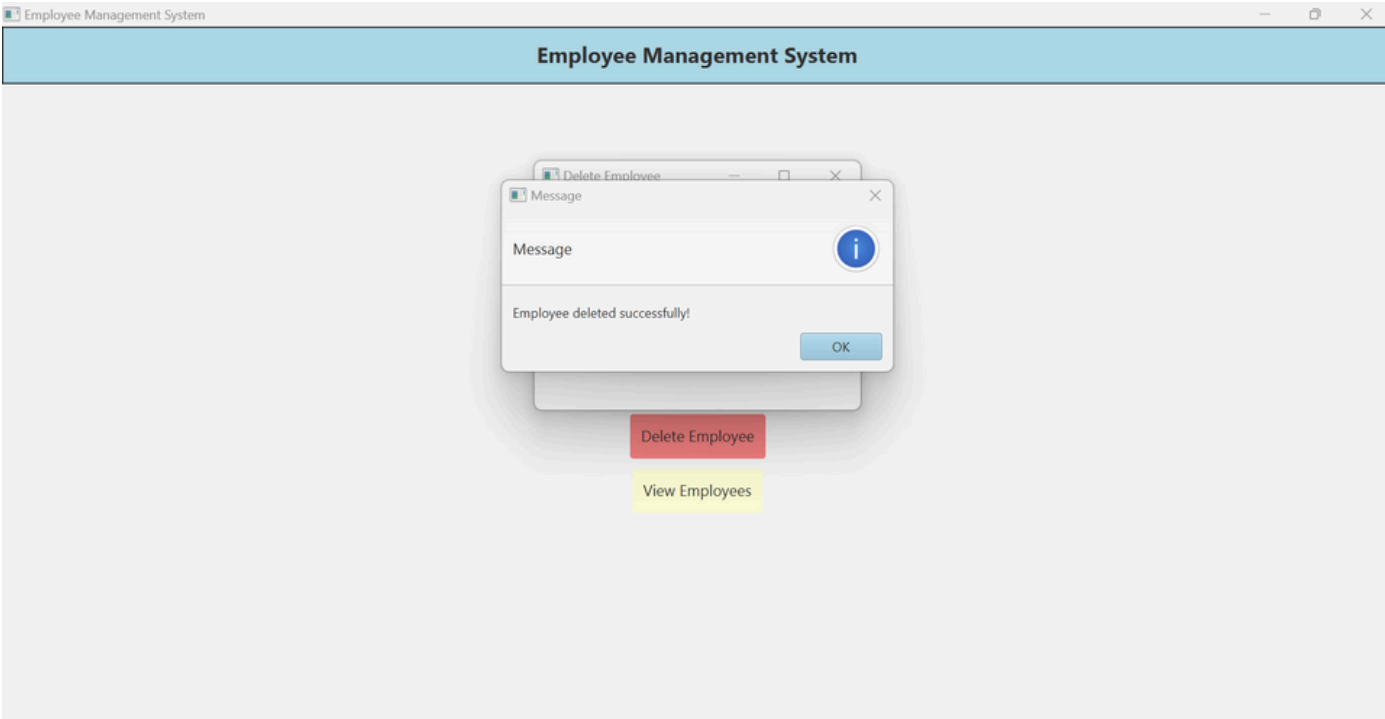 Employee Management System
Employee Management System
Delete Employee
Message
Message
i
Employee deleted successfully!
OK
Delete Employee
View Employees